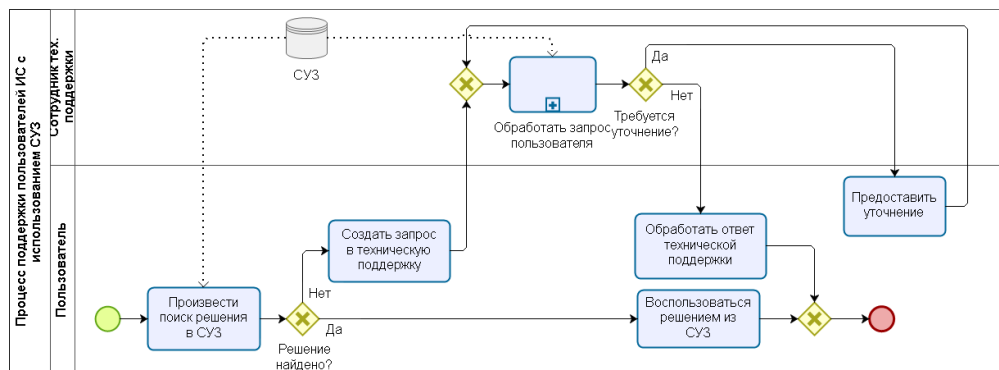 Процесс поддержки пользователей ИС с
использованием СУЗ
Сотрудник тех.
поддержки
СУЗ
Обработать запрос
пользователя
Да
Нет
Требуется
уточнение?
Пользователь
Предоставить
уточнение
Создать запрос
в техническую
поддержку
Обработать ответ
технической
поддержки
Произвести
поиск решения
в СУЗ
Нет
Да
Решение
найдено?
Воспользоваться
решением из
СУЗ